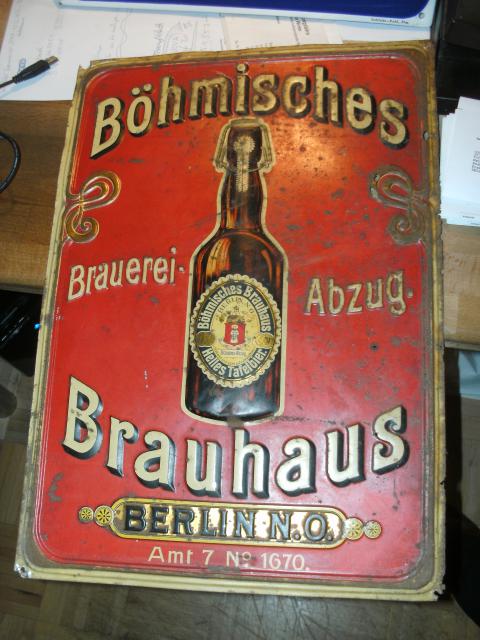 Böhmisches
Brauerei- Abzug.
Böhmisches Brauhaus
Helles Tafelbier
Brauhaus
BERLIN N.O.
Amt 7 Nº 1670.